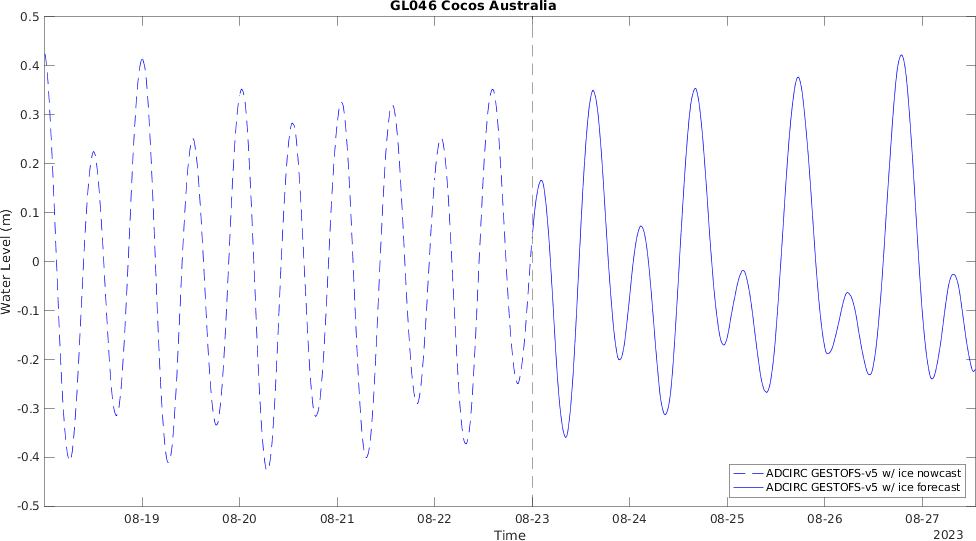 GL046 Cocos Australia
0.5
0.4
0.3
0.2
0.1
0
-0.1
-0.2
-0.3
-0.4
-0.5
Water Level (m)
ADCIRC GESTOFS-v5 w/ ice nowcast
ADCIRC GESTOFS-v5 w/ ice forecast
08-19 08-20 08-21 08-22 08-23 08-24 08-25 08-26 08-27
Time
2023